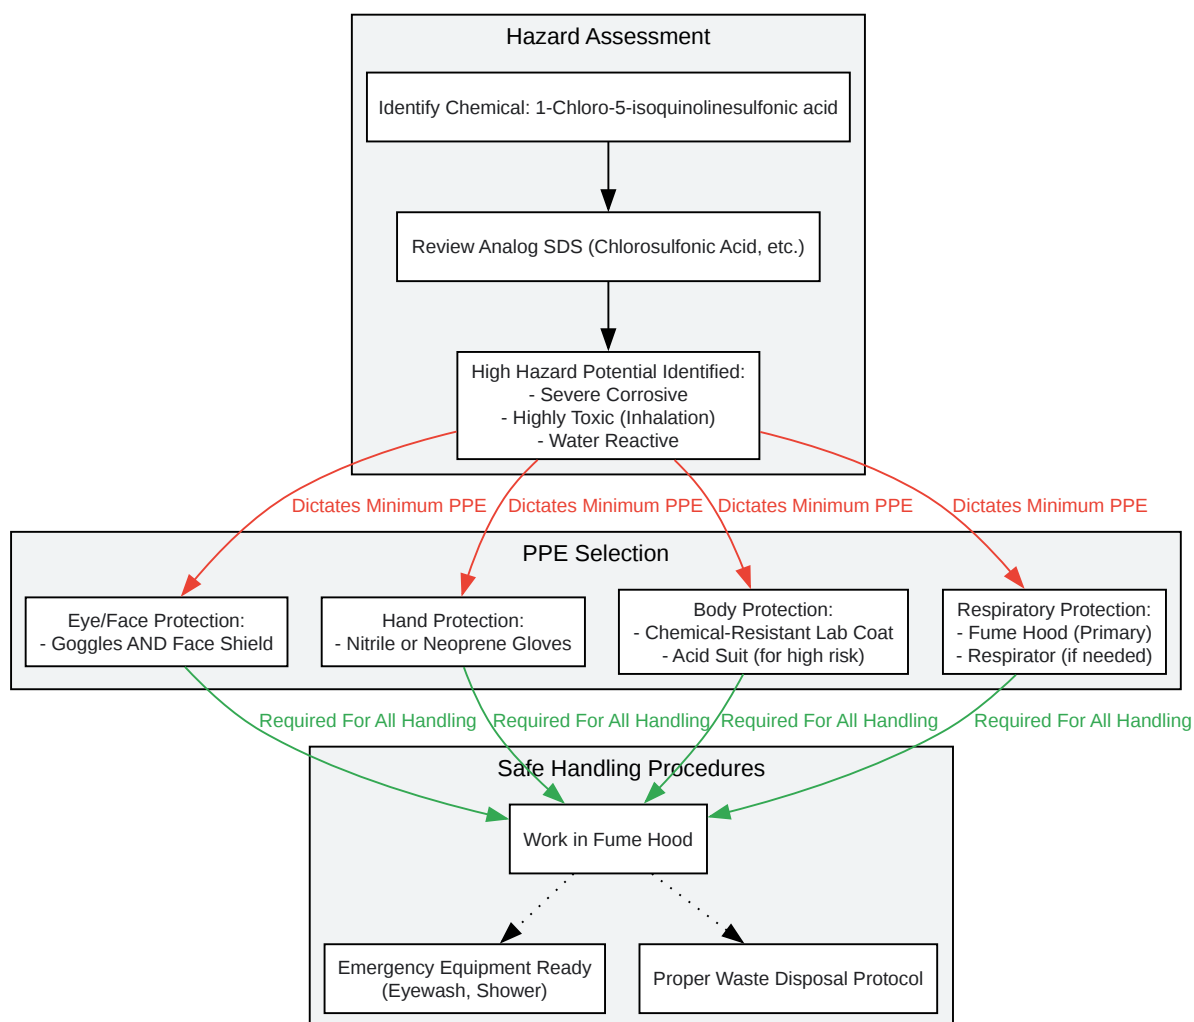 Hazard Assessment
Identify Chemical: 1-Chloro-5-isoquinolinesulfonic acid
Review Analog SDS (Chlorosulfonic Acid, etc.)
High Hazard Potential Identified:
- Severe Corrosive
- Highly Toxic (Inhalation)
- Water Reactive
Dictates Minimum PPE
Dictates Minimum PPE
Dictates Minimum PPE
Dictates Minimum PPE
PPE Selection
Eye/Face Protection:
- Goggles AND Face Shield
Hand Protection:
- Nitrile or Neoprene Gloves
Body Protection:
- Chemical-Resistant Lab Coat
- Acid Suit (for high risk)
Respiratory Protection:
- Fume Hood (Primary)
- Respirator (if needed)
Required For All Handling
Required For All Handling
Required For All Handling
Required For All Handling
Safe Handling Procedures
Work in Fume Hood
Emergency Equipment Ready
(Eyewash, Shower)
Proper Waste Disposal Protocol